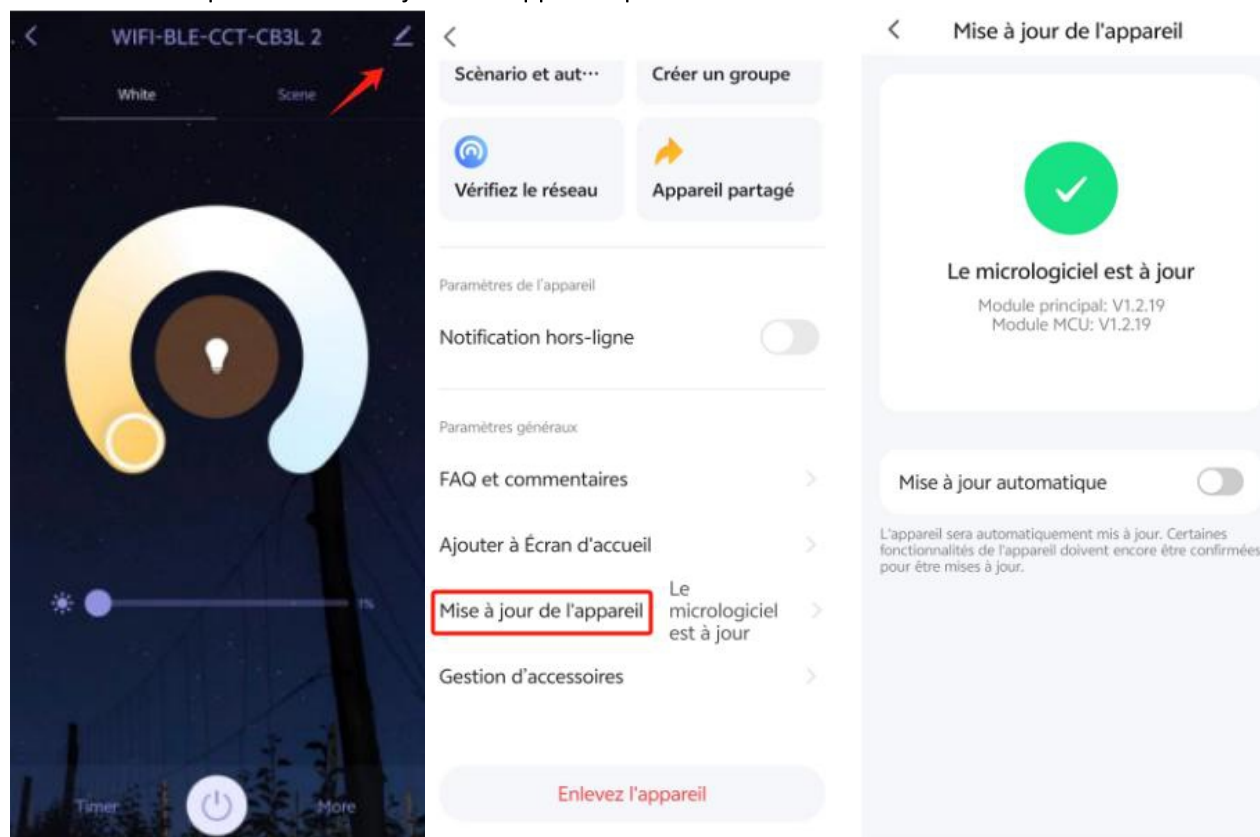 WIFI-BLE-CCT-CB3L 2
White Scene
1%
Timer More
Scènario et aut···
Créer un groupe
Vérifiez le réseau
Appareil partagé
Paramètres de l'appareil
Notification hors-ligne
Paramètres généraux
FAQ et commentaires
Ajouter à Écran d'accueil
Mise à jour de l'appareil
Le
micrologiciel
est à jour
Gestion d'accessoires
Enlevez l'appareil
Mise à jour de l'appareil
Le micrologiciel est à jour
Module principal: V1.2.19
Module MCU: V1.2.19
Mise à jour automatique
L'appareil sera automatiquement mis à jour. Certaines
fonctionnalités de l'appareil doivent encore être confirmées
pour être mises à jour.